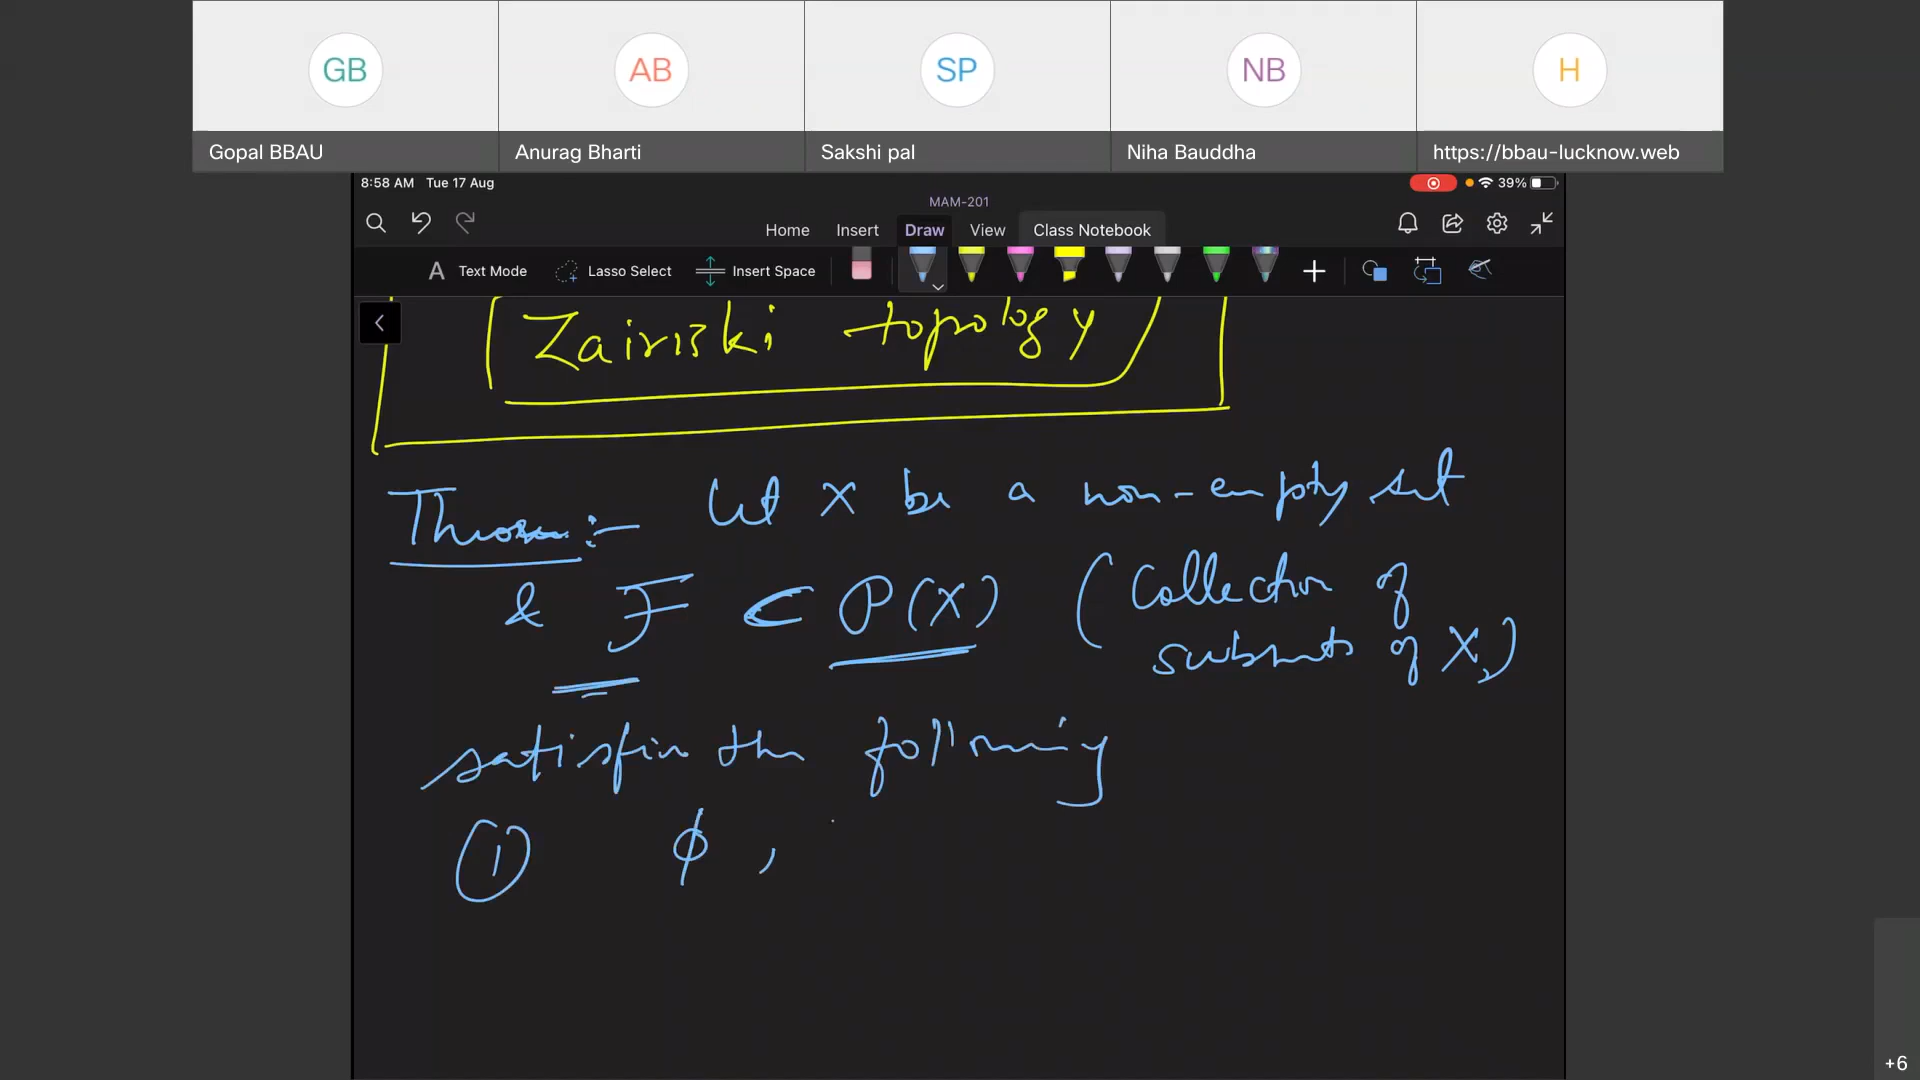 GB AB SP NB H
Gopal BBAU Anurag Bharti Sakshi pal Niha Bauddha https://bbau-lucknow.web
8:58 AM Tue 17 Aug 39%
MAM-201
Home Insert Draw View Class Notebook
A Text Mode Lasso Select Insert Space
Zairiski topology
Theorem:- Let X be a non-empty set
& F ⊂ P(X) (Collection of
subsets of X,)
satisfies the following
① φ ,
+6